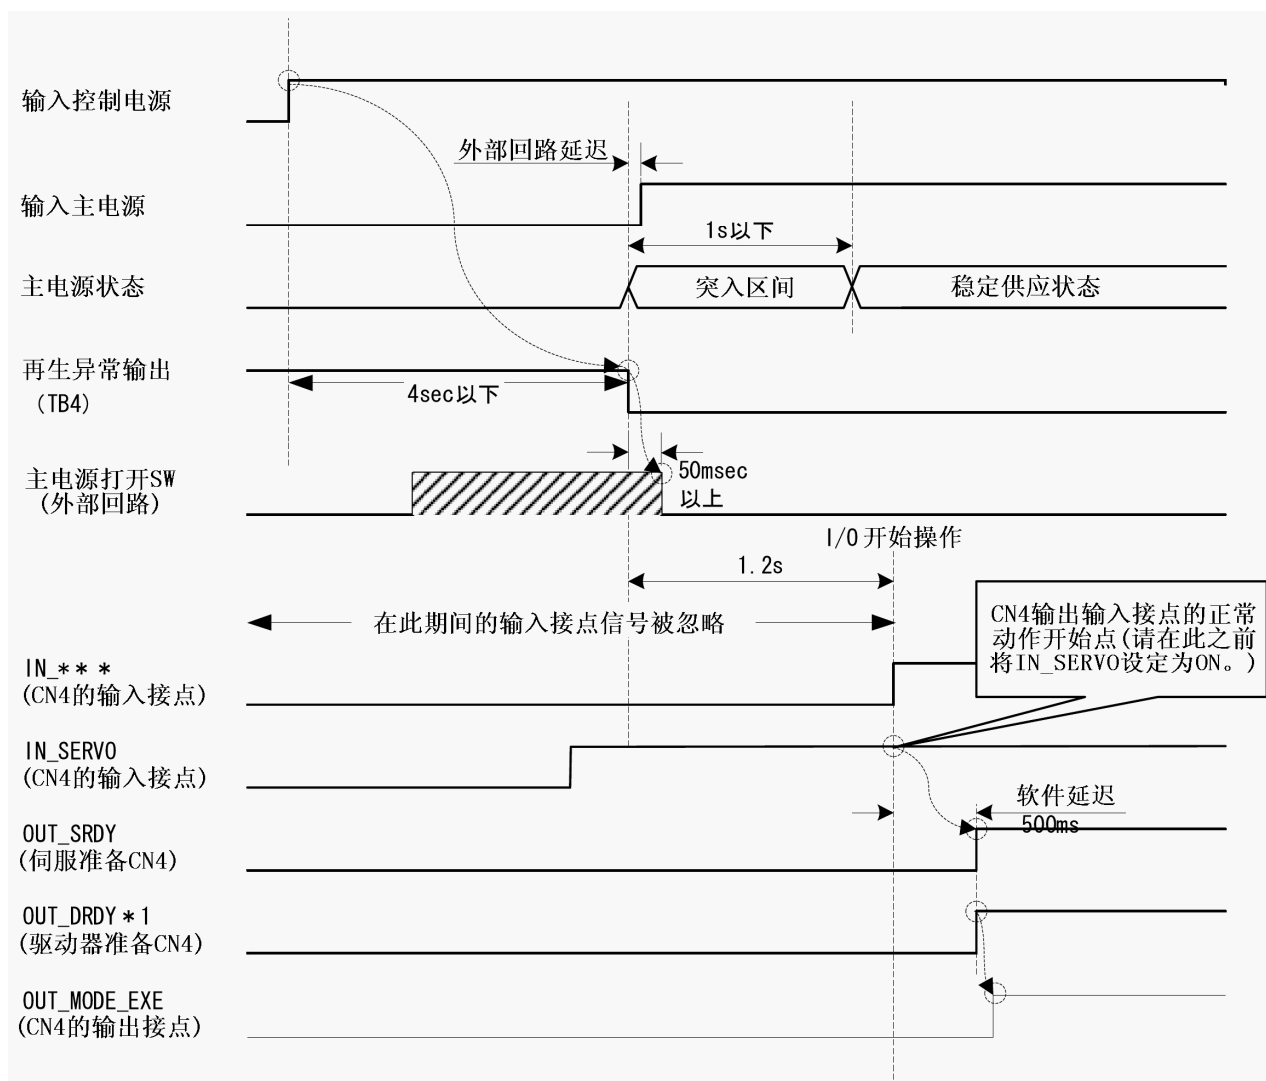 输入控制电源
外部回路延迟
输入主电源
1s以下
主电源状态
突入区间
稳定供应状态
再生异常输出
(TB4)
4sec以下
主电源打开SW
(外部回路)
50msec
以上
I/O开始操作
1.2s
在此期间的输入接点信号被忽略
CN4输出输入接点的正常
动作开始点(请在此之前
将IN_SERVO设定为ON。)
IN_***
(CN4的输入接点)
IN_SERVO
(CN4的输入接点)
软件延迟
500ms
OUT_SRDY
(伺服准备CN4)
OUT_DRDY*1
(驱动器准备CN4)
OUT_MODE_EXE
(CN4的输出接点)